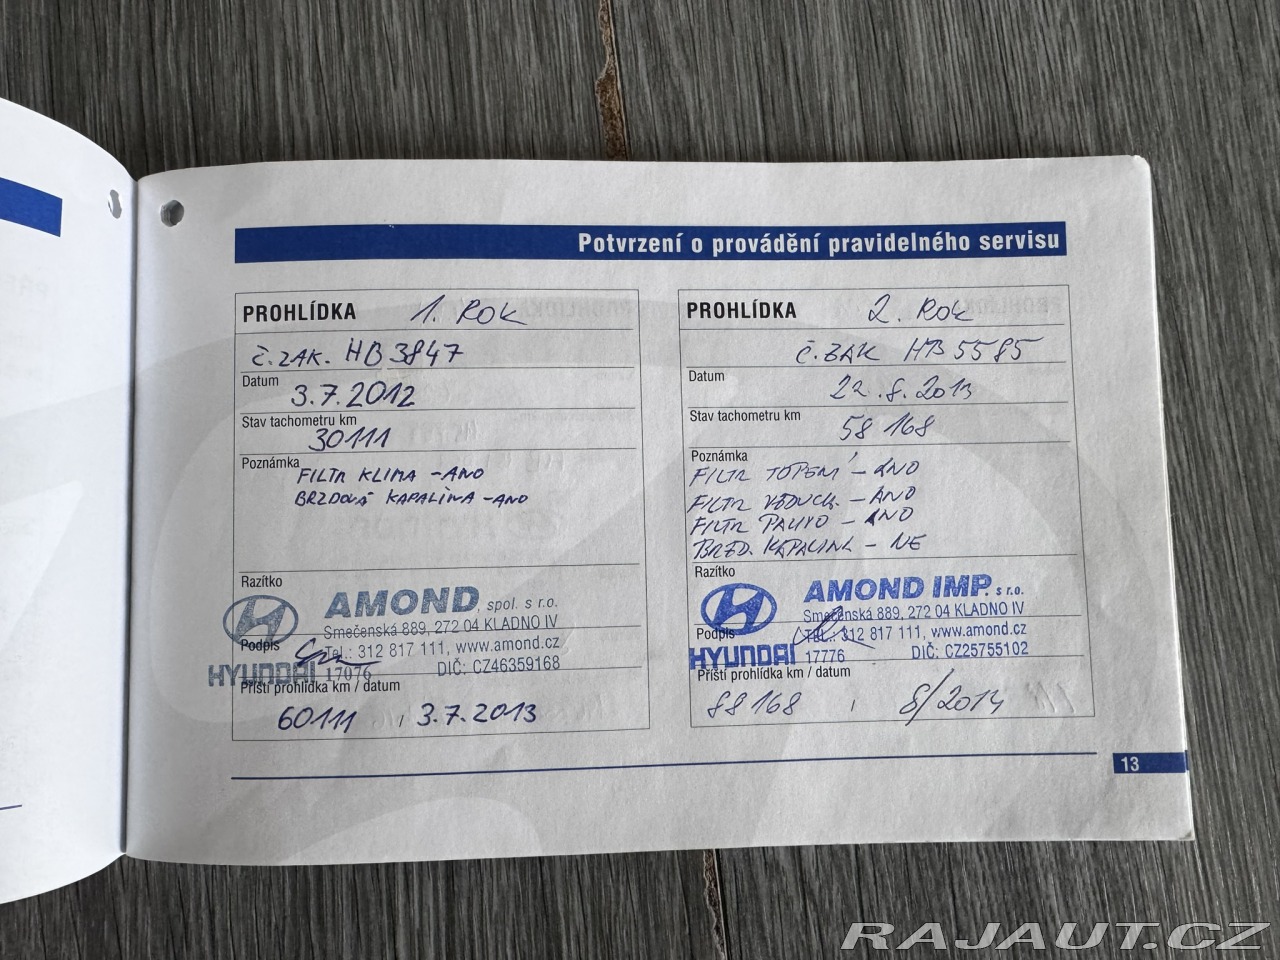 Potvrzení o provádění pravidelného servisu
PROHLÍDKA 1. ROK
Č. ZAK. HB 3847
Datum 3.7.2012
Stav tachometru km 30111
Poznámka FILTR KLIMA - ANO
BRZDOVÁ KAPALINA - ANO
Razítko
AMOND, spol. s r.o.
Smečenská 889, 272 04 KLADNO IV
Podpis Tel.: 312 817 111, www.amond.cz
HYUNDAI 17076 DIČ: CZ46359168
Příští prohlídka km / datum
60111 , 3.7.2013
PROHLÍDKA 2. ROK
Č. ZAK HB 5585
Datum 22.8.2013
Stav tachometru km 58 168
Poznámka
FILTR TOPENÍ - ANO
FILTR VZDUCH. - ANO
FILTR PALIVO - ANO
BRZD. KAPALINA - NE
Razítko
AMOND IMP. s r.o.
Smečenská 889, 272 04 KLADNO IV
Podpis TEL.: 312 817 111, www.amond.cz
HYUNDAI 17776 DIČ: CZ25755102
Příští prohlídka km / datum
88168 , 8/2014
13
RAJAUT.CZ